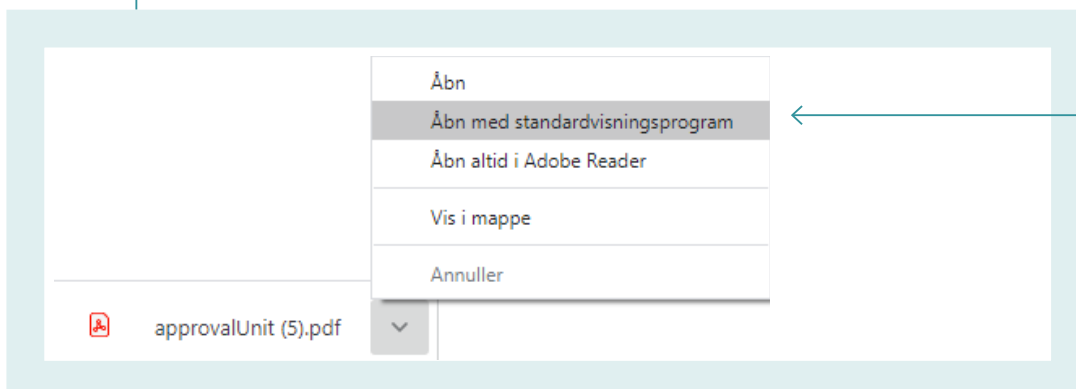 Åbn
Åbn med standardvisningsprogram
Åbn altid i Adobe Reader
Vis i mappe
Annuller
approvalUnit (5).pdf